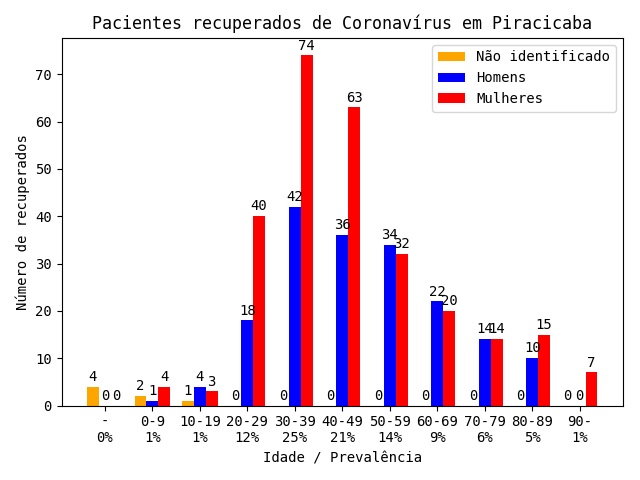 Pacientes recuperados de Coronavírus em Piracicaba
Não identificado
Homens
Mulheres
Número de recuperados
70
60
50
40
30
20
10
0
4 0 0
2 1 4
1 4 3
0 18 40
0 42 74
0 36 63
0 34 32
0 22 20
0 14 14
0 10 15
0 0 7
- 0-9 10-19 20-29 30-39 40-49 50-59 60-69 70-79 80-89 90-
0% 1% 1% 12% 25% 21% 14% 9% 6% 5% 1%
Idade / Prevalência